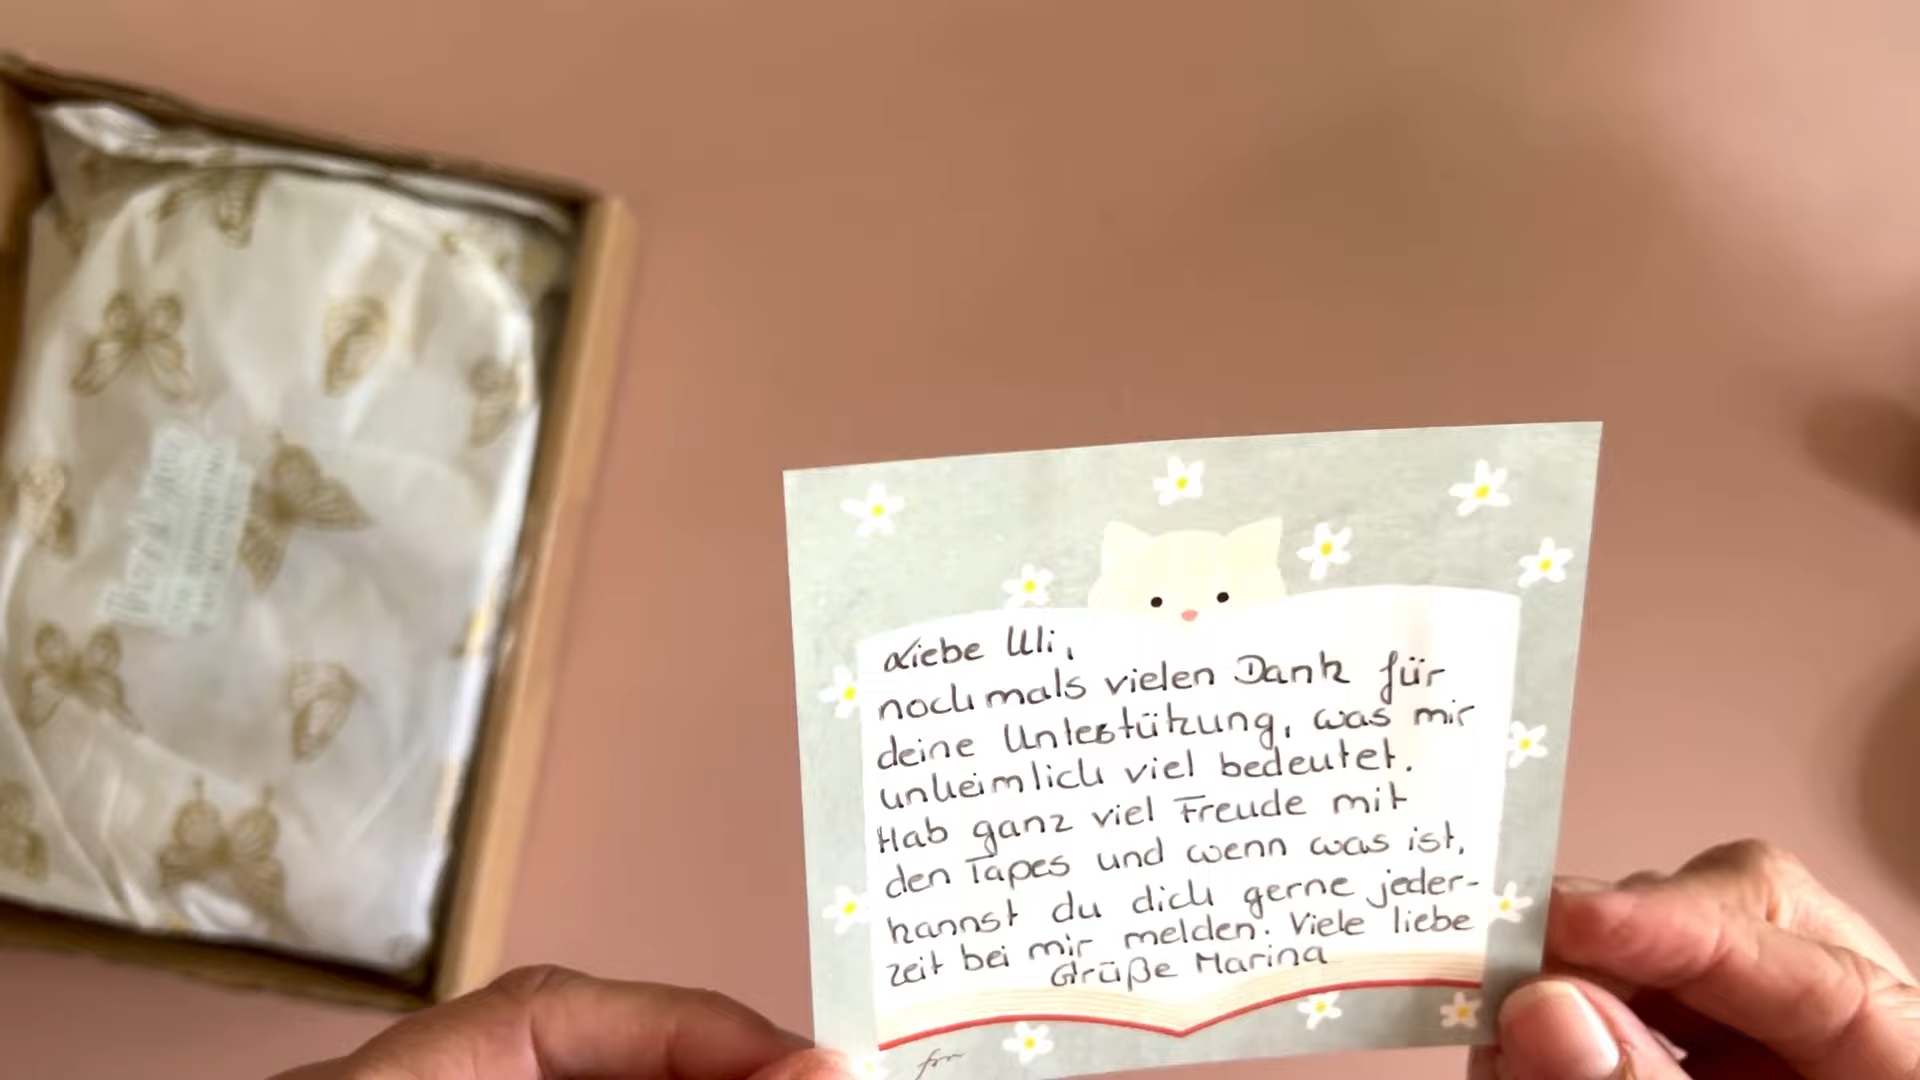 Liebe Uli,
nochmals vielen Dank für
deine Unterstützung, was mir
unheimlich viel bedeutet.
Hab ganz viel Freude mit
den Tapes und wenn was ist,
kannst du dich gerne jeder-
zeit bei mir melden. Viele liebe
Grüße Marina